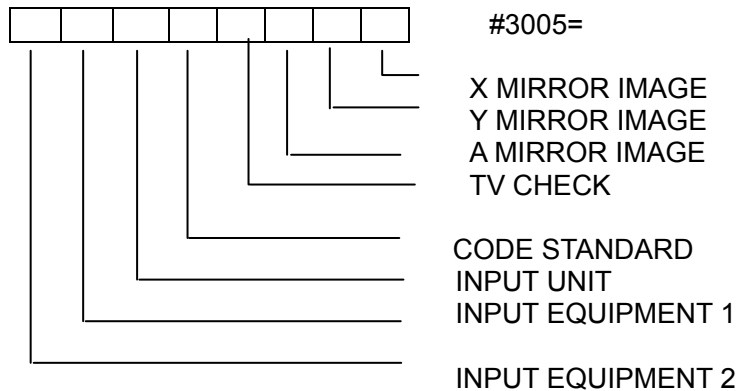 #3005=
X MIRROR IMAGE
Y MIRROR IMAGE
A MIRROR IMAGE
TV CHECK
CODE STANDARD
INPUT UNIT
INPUT EQUIPMENT 1
INPUT EQUIPMENT 2